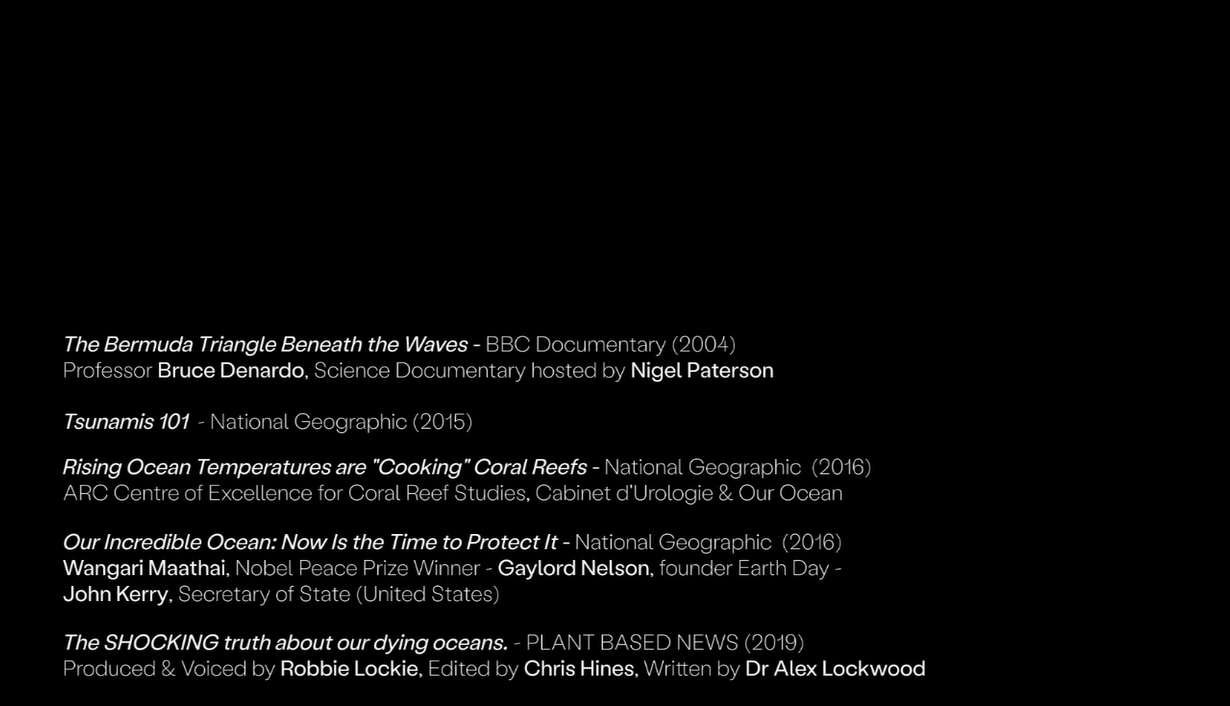 The Bermuda Triangle Beneath the Waves - BBC Documentary (2004)
Professor Bruce Denardo, Science Documentary hosted by Nigel Paterson
Tsunamis 101 - National Geographic (2015)
Rising Ocean Temperatures are "Cooking" Coral Reefs - National Geographic (2016)
ARC Centre of Excellence for Coral Reef Studies, Cabinet d'Urologie & Our Ocean
Our Incredible Ocean: Now Is the Time to Protect It - National Geographic (2016)
Wangari Maathai, Nobel Peace Prize Winner - Gaylord Nelson, founder Earth Day -
John Kerry, Secretary of State (United States)
The SHOCKING truth about our dying oceans. - PLANT BASED NEWS (2019)
Produced & Voiced by Robbie Lockie, Edited by Chris Hines, Written by Dr Alex Lockwood